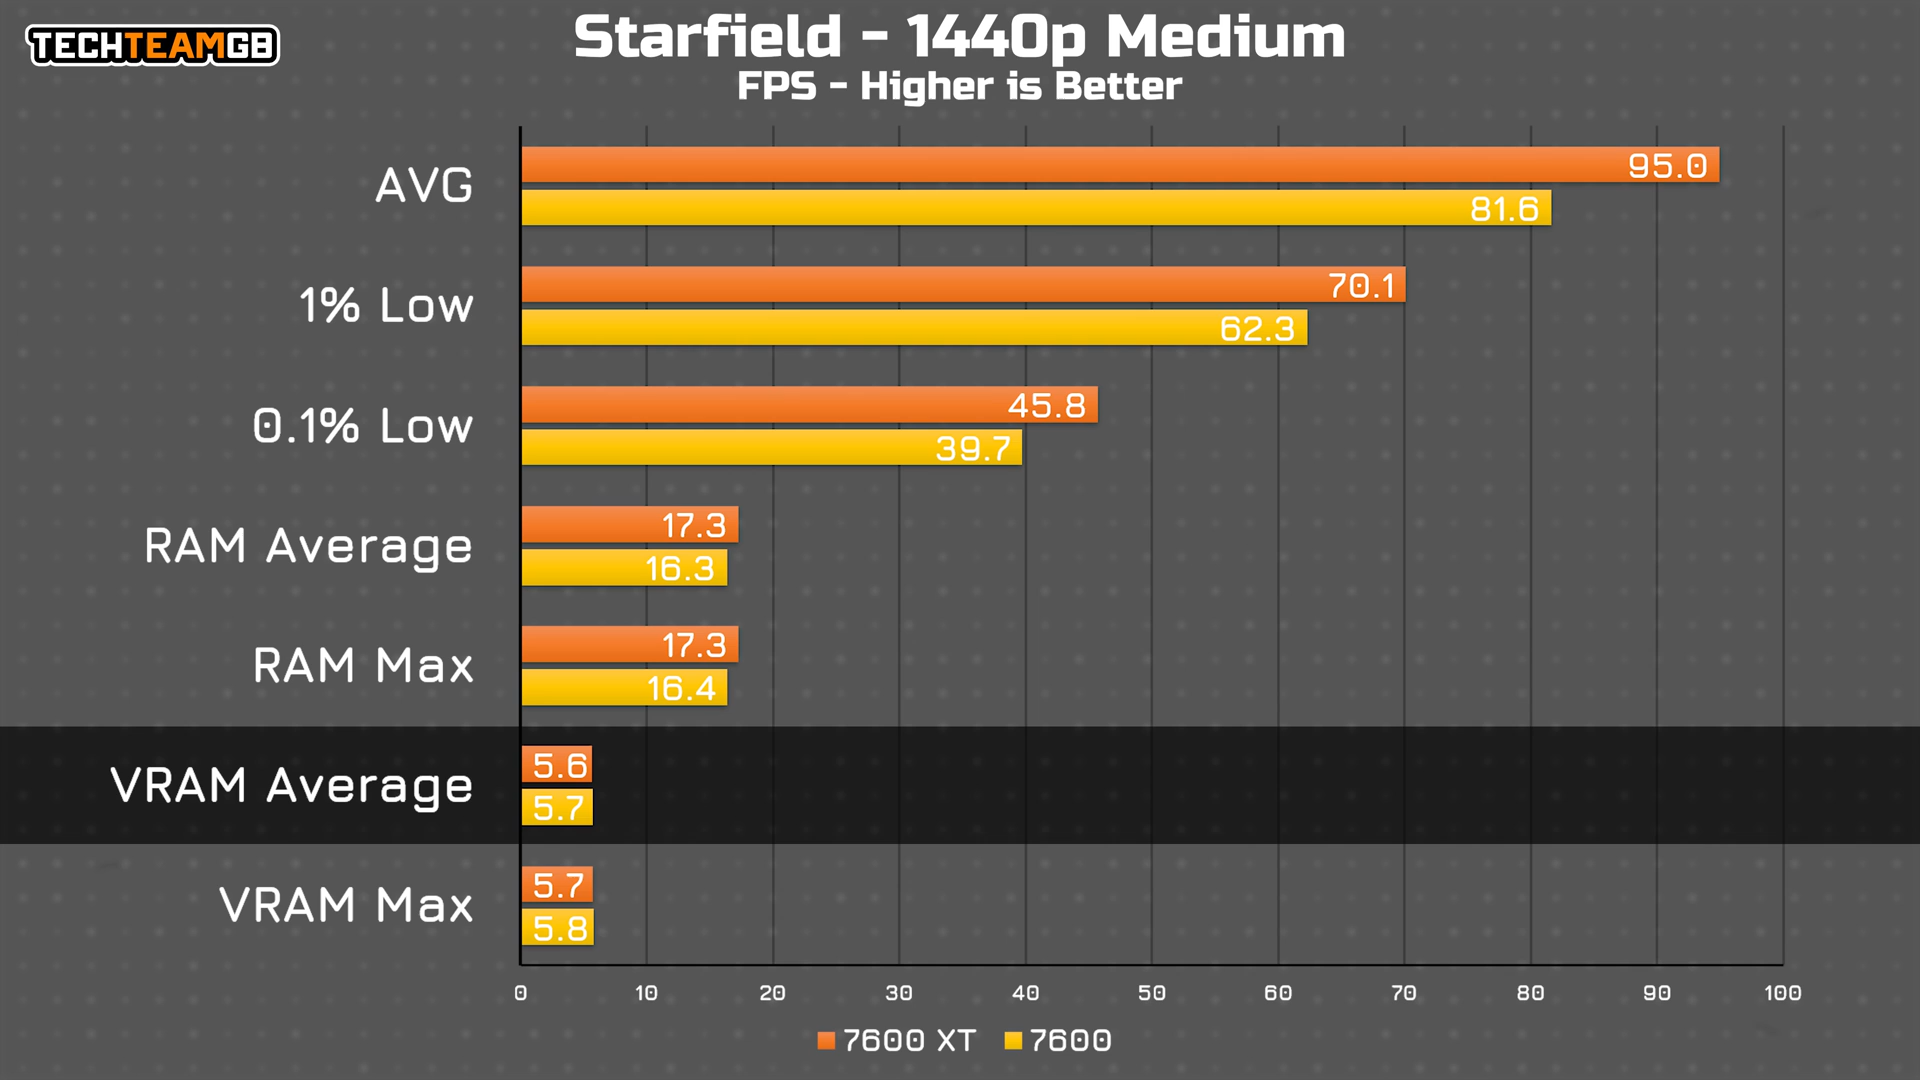 TECHTEAMGB
Starfield - 1440p Medium
FPS - Higher is Better
AVG
95.0
81.6
1% Low
70.1
62.3
0.1% Low
45.8
39.7
RAM Average
17.3
16.3
RAM Max
17.3
16.4
VRAM Average
5.6
5.7
VRAM Max
5.7
5.8
0 10 20 30 40 50 60 70 80 90 100
7600 XT 7600